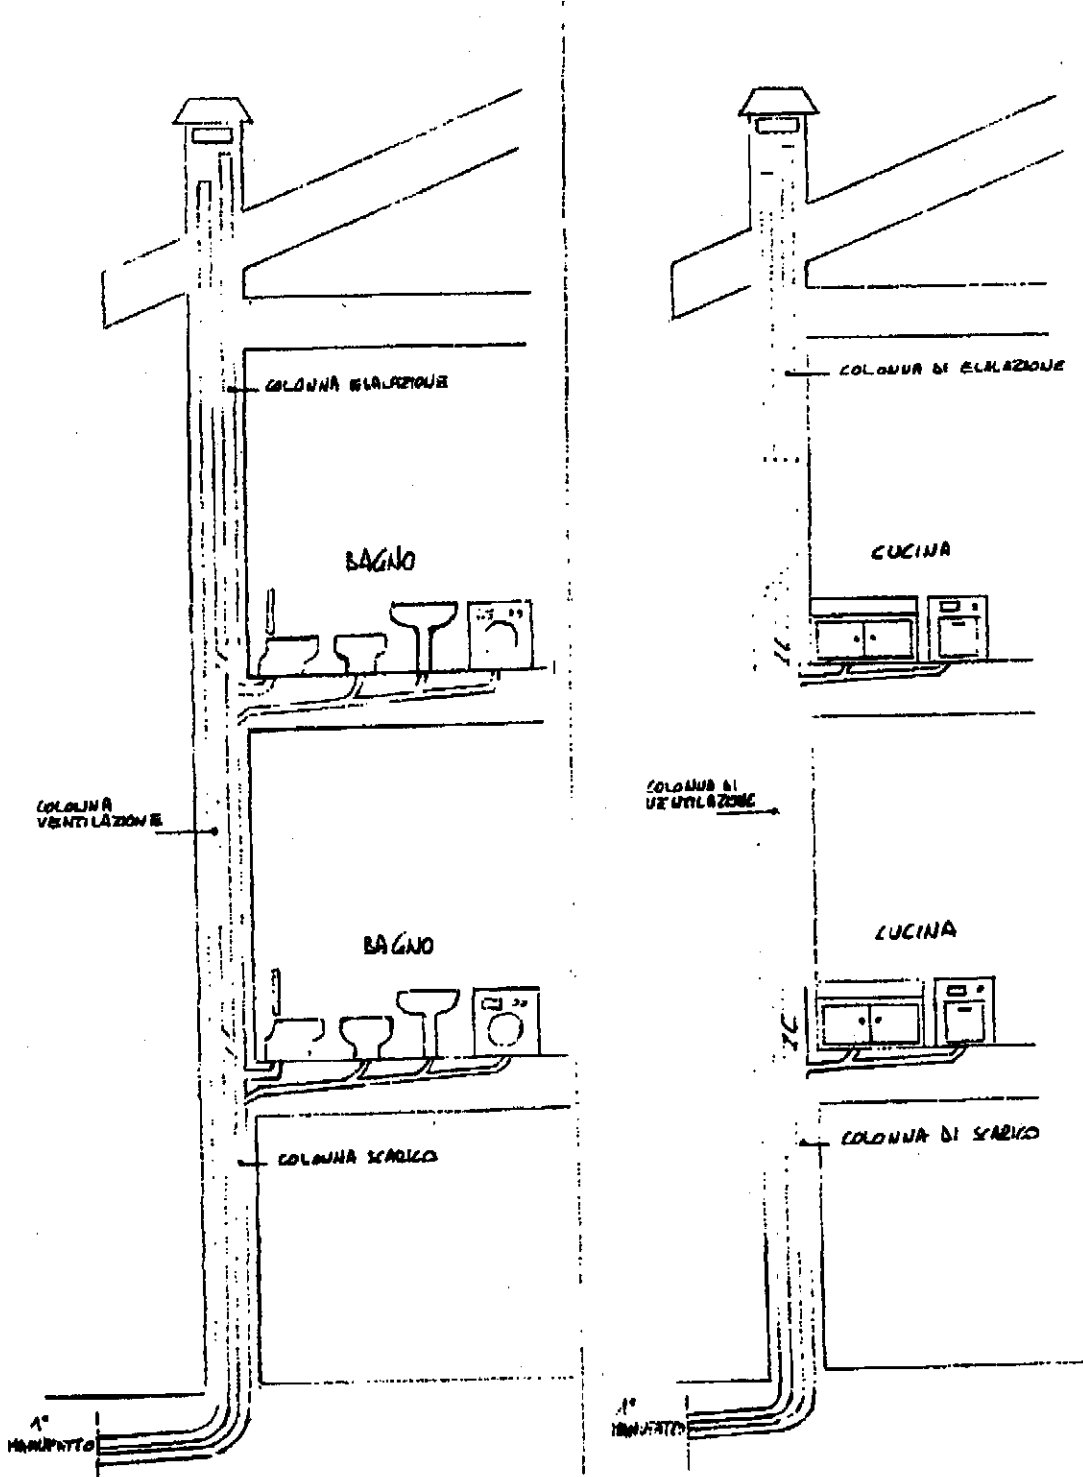 COLONNA ESALAZIONE
BAGNO
COLONNA
VENTILAZIONE
BAGNO
COLONNA SCARICO
1°
MANUFATTO
COLONNA DI ESALAZIONE
CUCINA
COLONNA DI
VENTILAZIONE
CUCINA
COLONNA DI SCARICO
1°
MANUFATTO